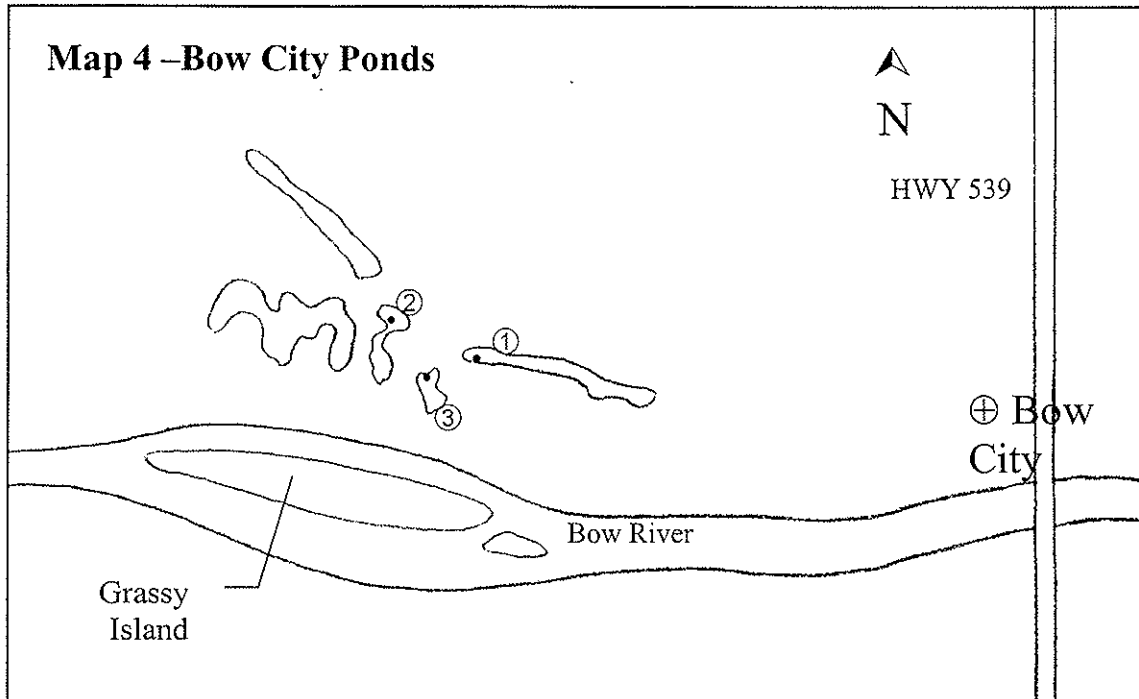 Map 4 –Bow City Ponds
N
HWY 539
②
①
③
⊕ Bow
City
Bow River
Grassy
Island